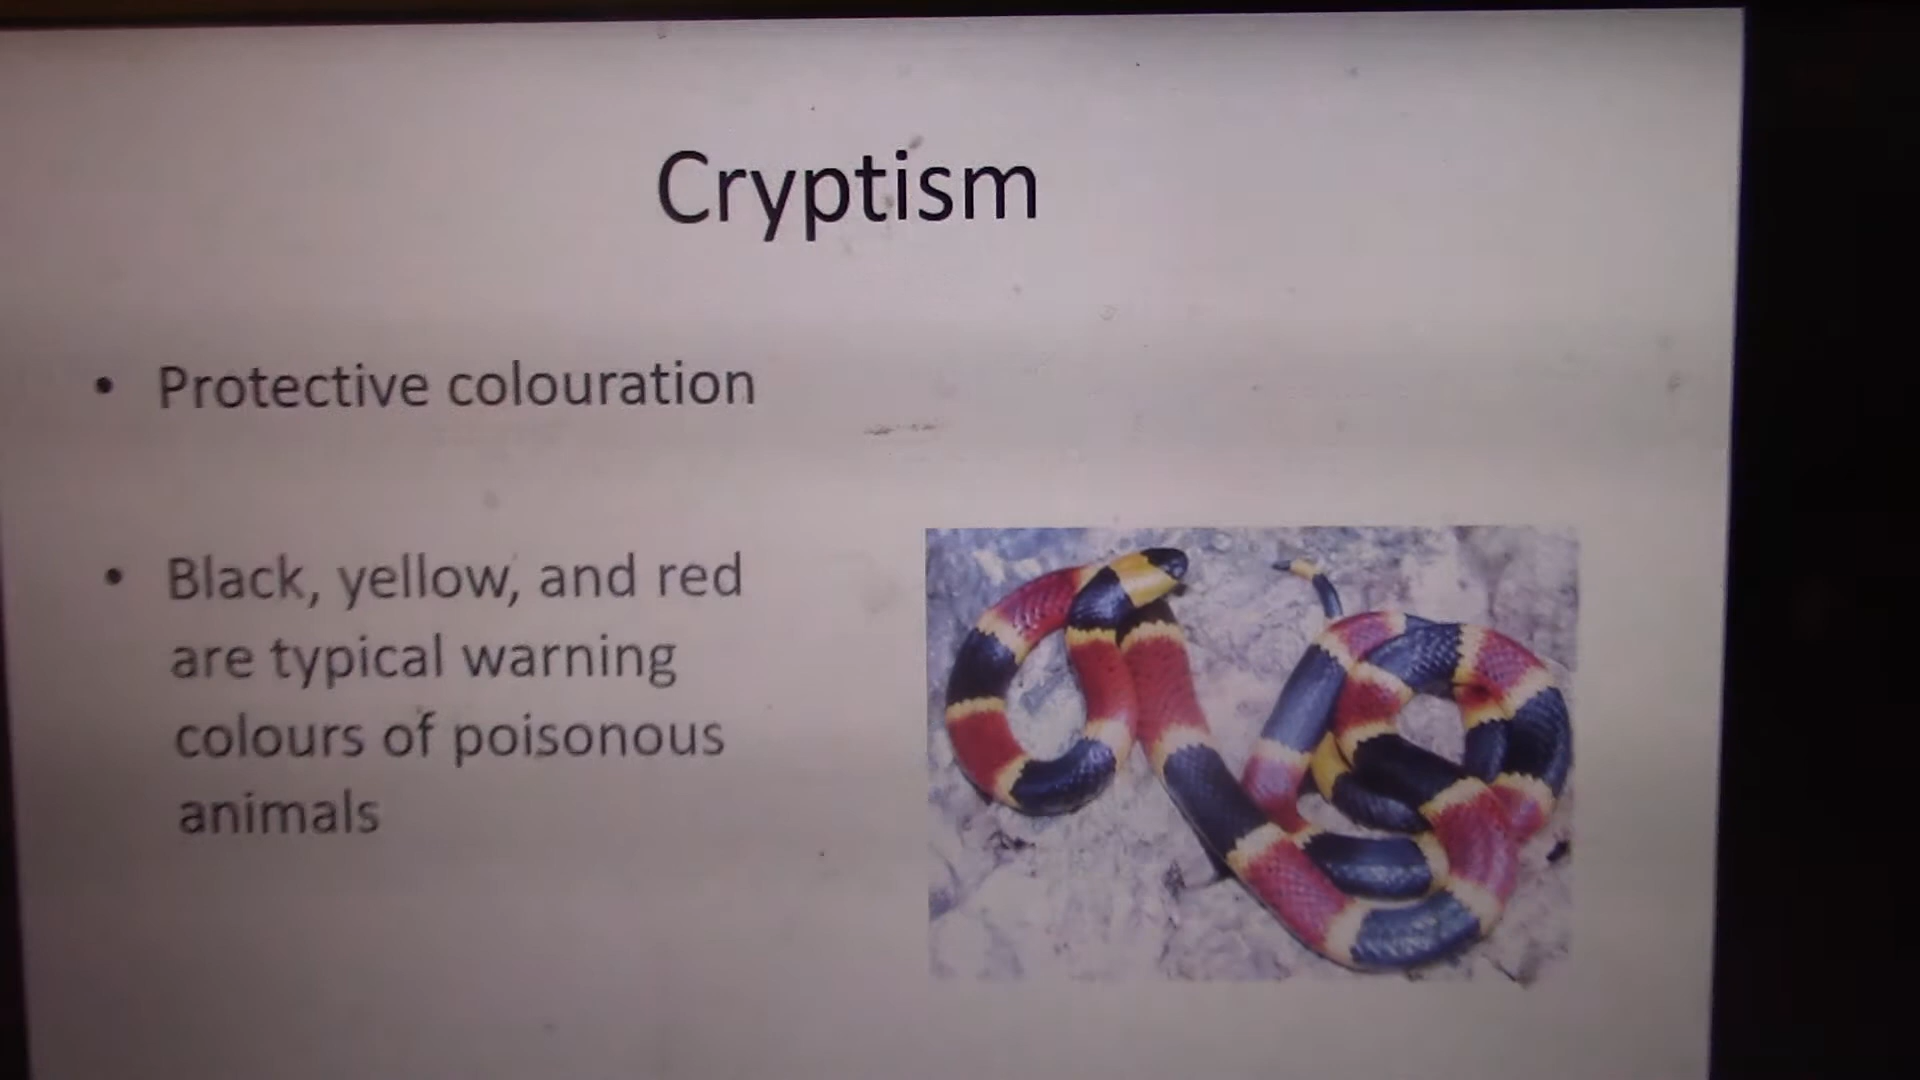 Cryptism
• Protective colouration
• Black, yellow, and red
are typical warning
colours of poisonous
animals